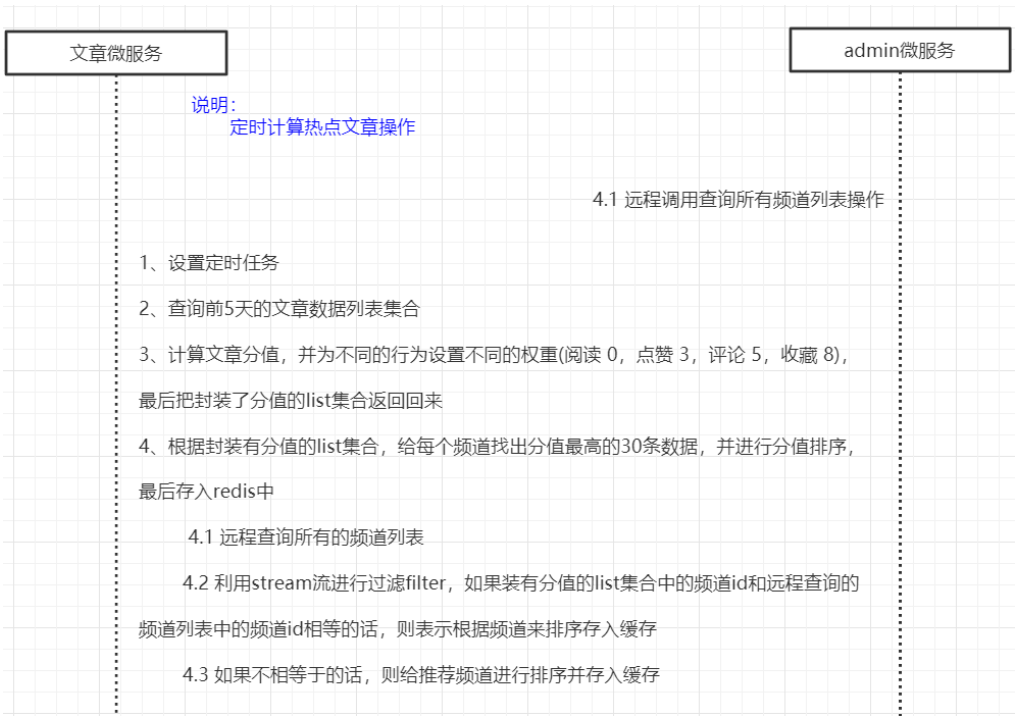 文章微服务
admin微服务
说明：
定时计算热点文章操作
4.1 远程调用查询所有频道列表操作
1、设置定时任务
2、查询前5天的文章数据列表集合
3、计算文章分值，并为不同的行为设置不同的权重(阅读 0，点赞 3，评论 5，收藏 8)，
最后把封装了分值的list集合返回回来
4、根据封装有分值的list集合，给每个频道找出分值最高的30条数据，并进行分值排序，
最后存入redis中
4.1 远程查询所有的频道列表
4.2 利用stream流进行过滤filter，如果装有分值的list集合中的频道id和远程查询的
频道列表中的频道id相等的话，则表示根据频道来排序存入缓存
4.3 如果不相等于的话，则给推荐频道进行排序并存入缓存